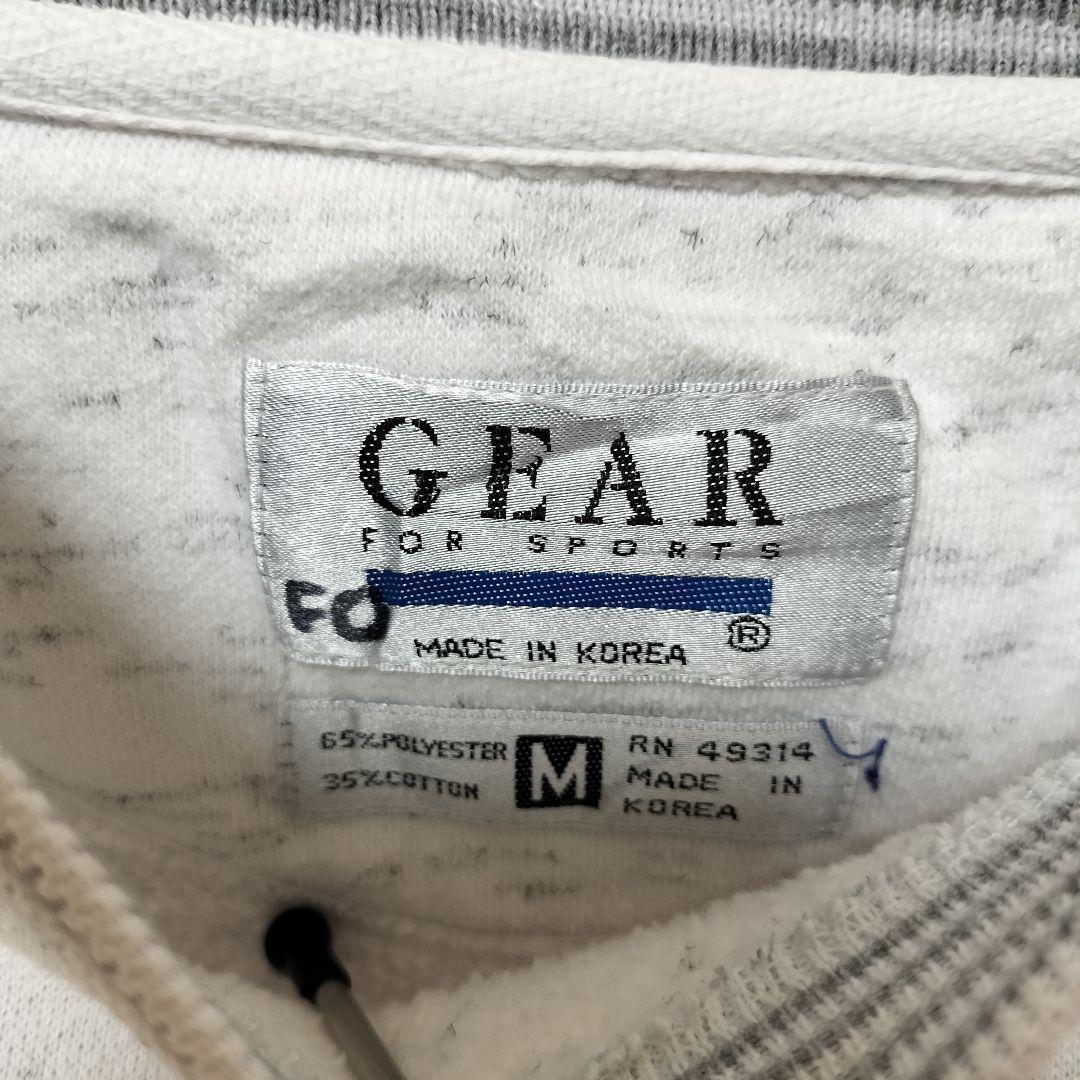 GEAR
FOR SPORTS
FO
®
MADE IN KOREA
65%POLYESTER
35%COTTON
M
RN 49314
MADE IN
KOREA